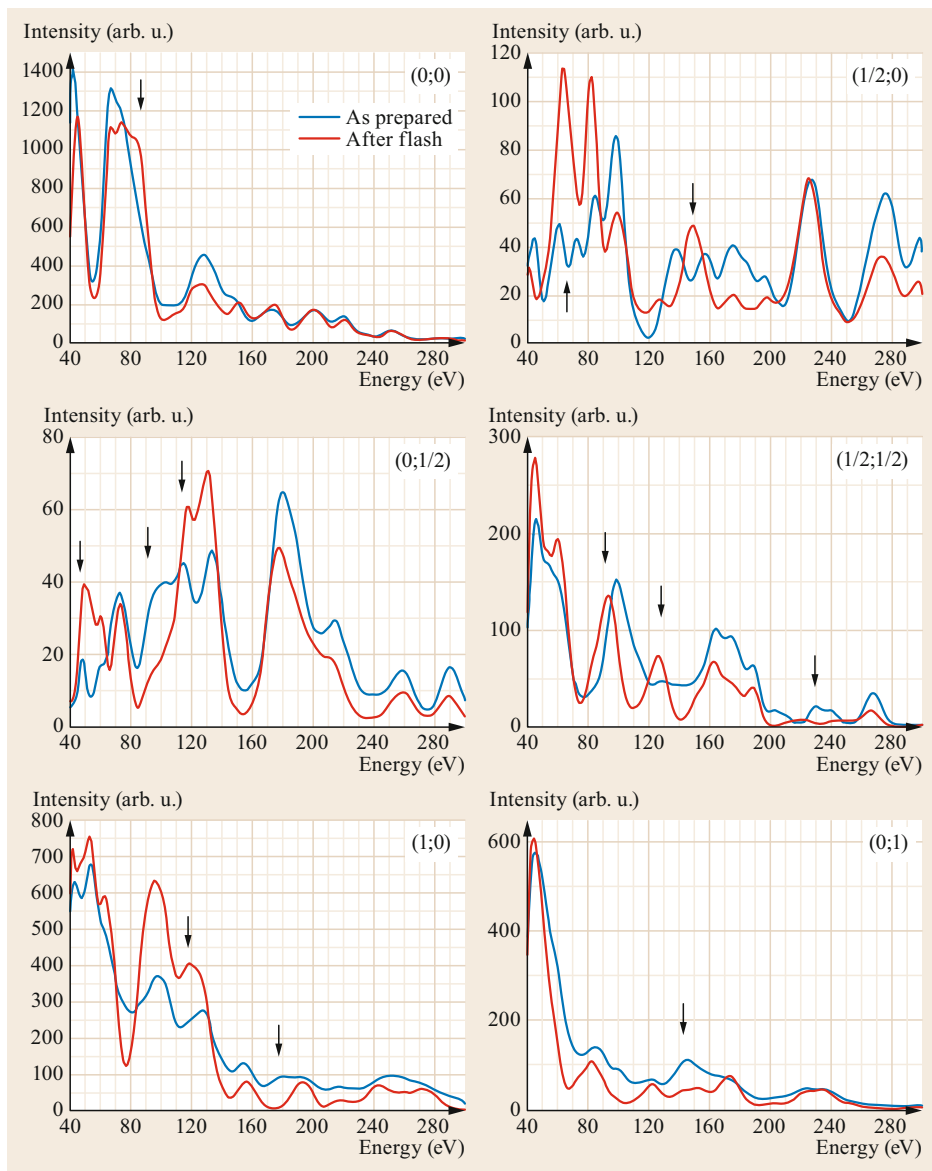 Intensity (arb. u.)
1400
1200
1000
800
600
400
200
0
(0;0)
As prepared
After flash
40 80 120 160 200 240 280
Energy (eV)
Intensity (arb. u.)
120
100
80
60
40
20
0
(1/2;0)
40 80 120 160 200 240 280
Energy (eV)
Intensity (arb. u.)
80
60
40
20
0
(0;1/2)
40 80 120 160 200 240 280
Energy (eV)
Intensity (arb. u.)
300
200
100
0
(1/2;1/2)
40 80 120 160 200 240 280
Energy (eV)
Intensity (arb. u.)
800
700
600
500
400
300
200
100
0
(1;0)
40 80 120 160 200 240 280
Energy (eV)
Intensity (arb. u.)
600
400
200
0
(0;1)
40 80 120 160 200 240 280
Energy (eV)